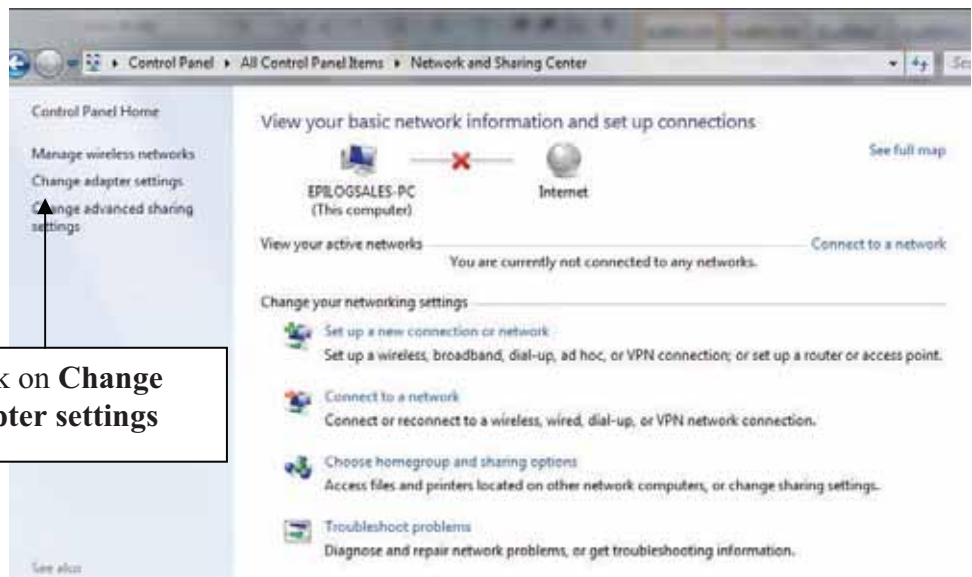 Control Panel ▸ All Control Panel Items ▸ Network and Sharing Center
Control Panel Home
Manage wireless networks
Change adapter settings
Change advanced sharing
settings
k on Change
pter settings
See also
View your basic network information and set up connections
See full map
EPILOGSALES-PC
(This computer)
Internet
View your active networks
Connect to a network
You are currently not connected to any networks.
Change your networking settings
Set up a new connection or network
Set up a wireless, broadband, dial-up, ad hoc, or VPN connection; or set up a router or access point.
Connect to a network
Connect or reconnect to a wireless, wired, dial-up, or VPN network connection.
Choose homegroup and sharing options
Access files and printers located on other network computers, or change sharing settings.
Troubleshoot problems
Diagnose and repair network problems, or get troubleshooting information.